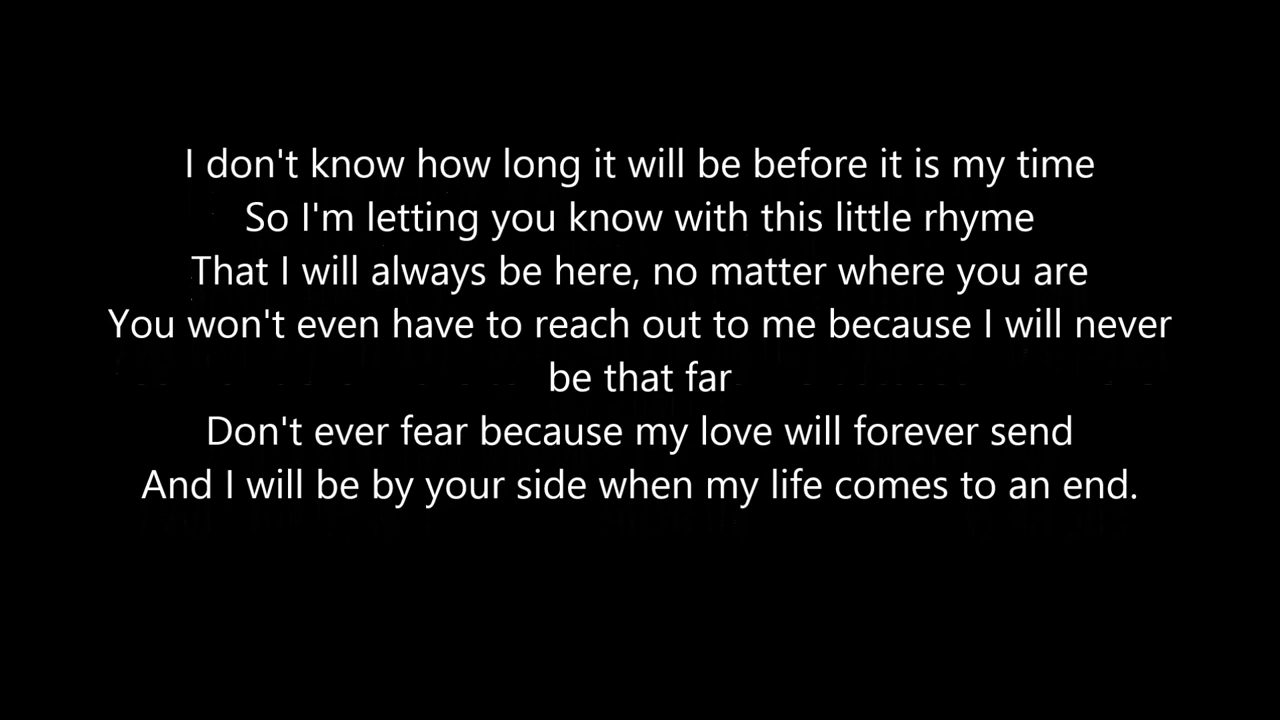 I don't know how long it will be before it is my time
So I'm letting you know with this little rhyme
That I will always be here, no matter where you are
You won't even have to reach out to me because I will never
be that far
Don't ever fear because my love will forever send
And I will be by your side when my life comes to an end.